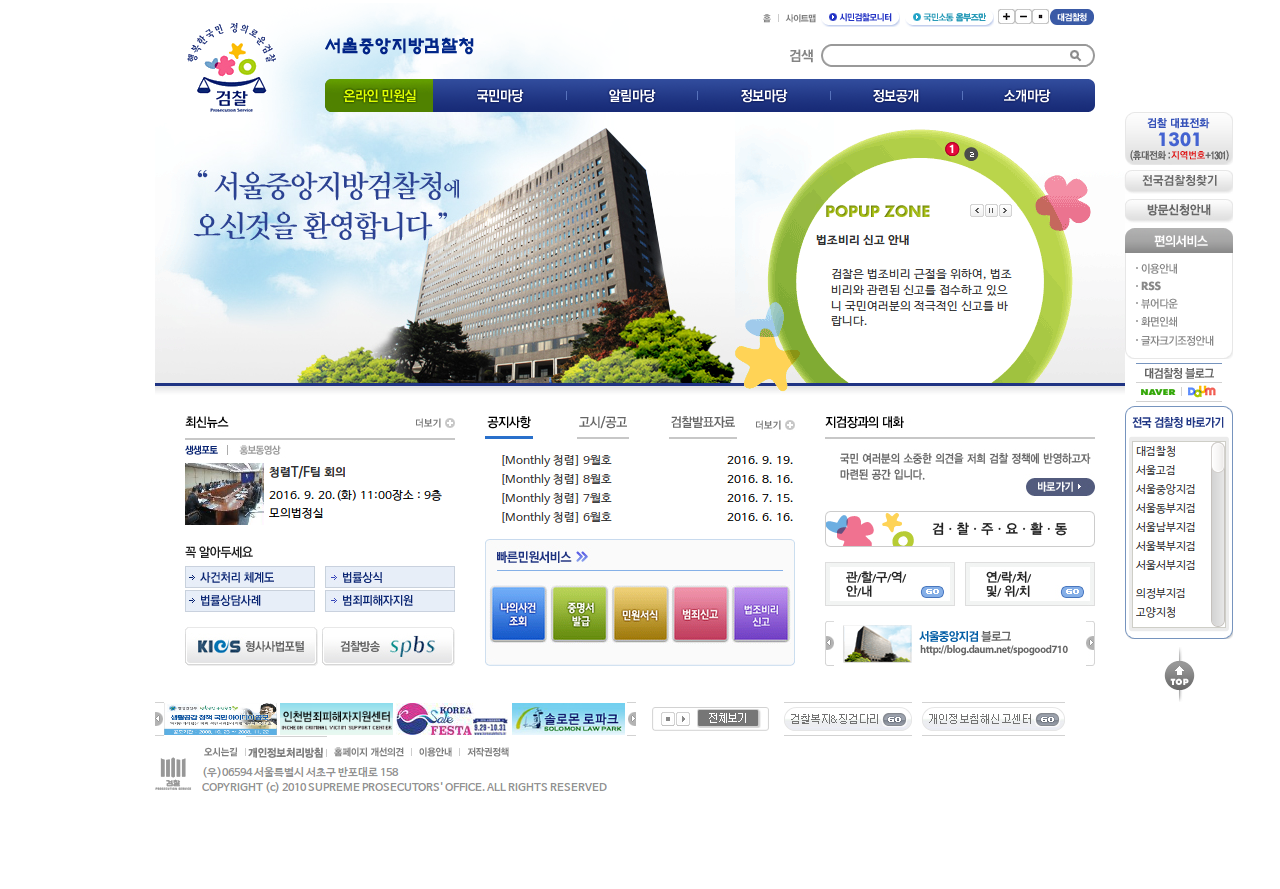 홈 | 사이트맵
시민검찰모니터
국민소통 옴부즈만
대검찰청
행복한국민 정의로운검찰
검찰
Prosecution Service
서울중앙지방검찰청
검색
온라인 민원실
국민마당
알림마당
정보마당
정보공개
소개마당
“ 서울중앙지방검찰청에
오신것을 환영합니다 ”
1 2
POPUP ZONE
법조비리 신고 안내
검찰은 법조비리 근절을 위하여, 법조
비리와 관련된 신고를 접수하고 있으
니 국민여러분의 적극적인 신고를 바
랍니다.
검찰 대표전화
1301
(휴대전화 :지역번호+1301)
전국검찰청찾기
방문신청안내
편의서비스
· 이용안내
· RSS
· 뷰어다운
· 화면인쇄
· 글자크기조정안내
대검찰청 블로그
NAVER | Daum
전국 검찰청 바로가기
대검찰청
서울고검
서울중앙지검
서울동부지검
서울남부지검
서울북부지검
서울서부지검
의정부지검
고양지청
TOP
최신뉴스
더보기
생생포토 | 홍보동영상
청렴T/F팀 회의
2016. 9. 20.(화) 11:00장소 : 9층
모의법정실
꼭 알아두세요
사건처리 체계도
법률상식
법률상담사례
범죄피해자지원
KICS 형사사법포털
검찰방송 spbs
공지사항
고시/공고
검찰발표자료
더보기
[Monthly 청렴] 9월호 2016. 9. 19.
[Monthly 청렴] 8월호 2016. 8. 16.
[Monthly 청렴] 7월호 2016. 7. 15.
[Monthly 청렴] 6월호 2016. 6. 16.
빠른민원서비스
나의사건
조회
증명서
발급
민원서식
범죄신고
법조비리
신고
지검장과의 대화
국민 여러분의 소중한 의견을 저희 검찰 정책에 반영하고자
마련된 공간 입니다.
바로가기
검·찰·주·요·활·동
관/할/구/역/
안/내
GO
연/락/처/
및/ 위/치
GO
서울중앙지검 블로그
http://blog.daum.net/spogood710
생활공감 정책 국민 아이디어 공모
인천범죄피해자지원센터
INCHEON CRIMINAL VICTIM SUPPORT CENTER
KOREA
Sale
FESTA
9.29-10.31
솔로몬 로파크
SOLOMON LAW PARK
전체보기
검찰복지&징검다리 GO
개인정보침해신고센터 GO
오시는길 | 개인정보처리방침 | 홈페이지 개선의견 | 이용안내 | 저작권정책
검찰
PROSECUTION SERVICE
(우)06594 서울특별시 서초구 반포대로 158
COPYRIGHT (c) 2010 SUPREME PROSECUTORS' OFFICE. ALL RIGHTS RESERVED